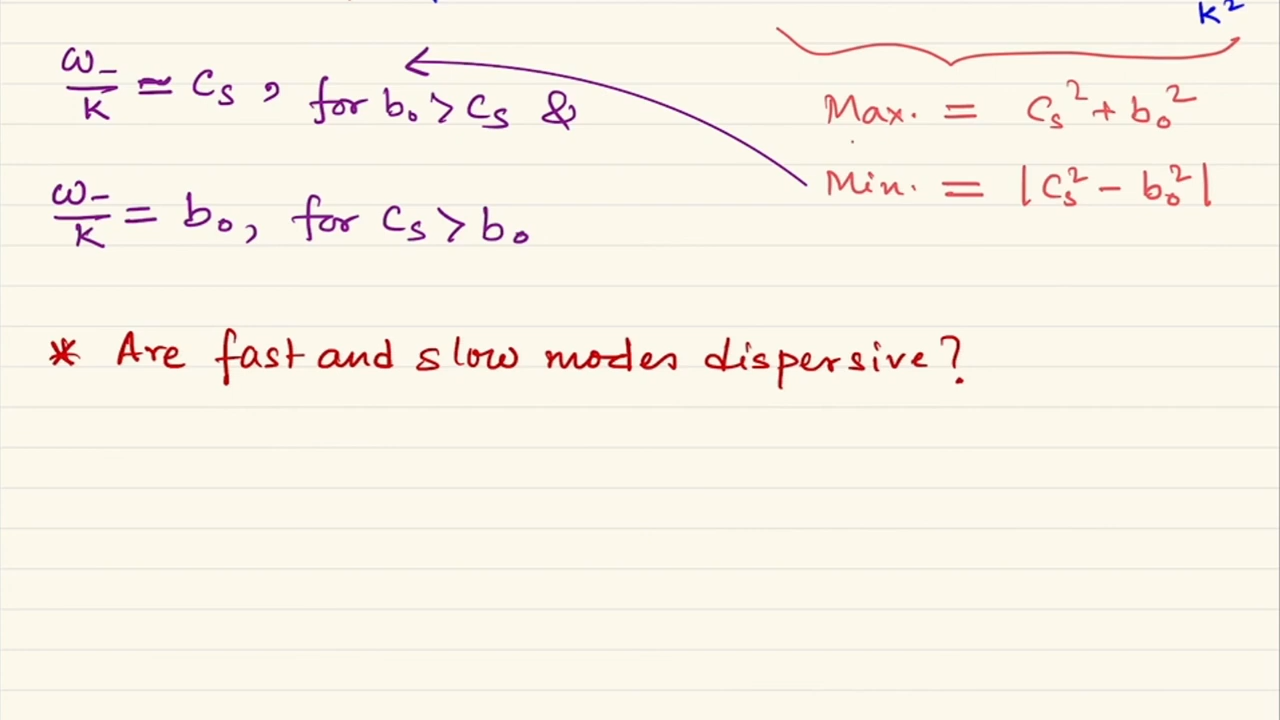 k²
ω₋/k ≃ cₛ, for b₀ > cₛ &
Max. = cₛ² + b₀²
Min. = |cₛ² - b₀²|
ω₋/k = b₀, for cₛ > b₀
* Are fast and slow modes dispersive?